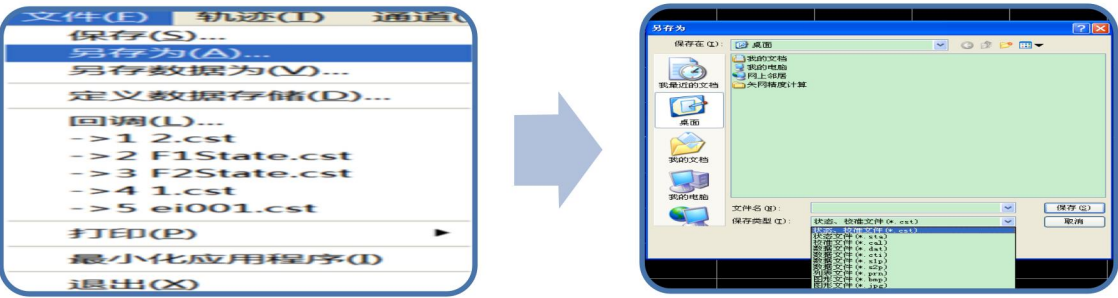 文件(F) 轨迹(T) 通道(
保存(S)...
另存为(A)...
另存数据为(V)...
定义数据存储(D)...
回调(L)...
->1 2.cst
->2 F1State.cst
->3 F2State.cst
->4 1.cst
->5 ei001.cst
打印(P)
最小化应用程序(I)
退出(X)
另存为
保存在(I):
桌面
我的文档
我的电脑
网上邻居
矢网精度计算
我最近的文档
桌面
我的文档
我的电脑
文件名(N):
保存(S)
保存类型(T):
状态、校准文件(*.cst)
取消
状态、校准文件(*.cst)
状态文件(*.sta)
校准文件(*.cal)
数据文件(*.dat)
数据文件(*.cti)
数据文件(*.s1p)
数据文件(*.s2p)
列表文件(*.prn)
图形文件(*.bmp)
图形文件(*.jpg)